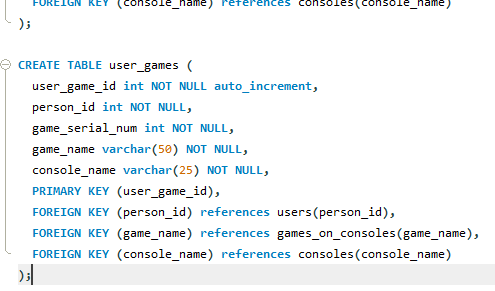 FOREIGN KEY (console_name) references consoles(console_name)
);
CREATE TABLE user_games (
user_game_id int NOT NULL auto_increment,
person_id int NOT NULL,
game_serial_num int NOT NULL,
game_name varchar(50) NOT NULL,
console_name varchar(25) NOT NULL,
PRIMARY KEY (user_game_id),
FOREIGN KEY (person_id) references users(person_id),
FOREIGN KEY (game_name) references games_on_consoles(game_name),
FOREIGN KEY (console_name) references consoles(console_name)
);